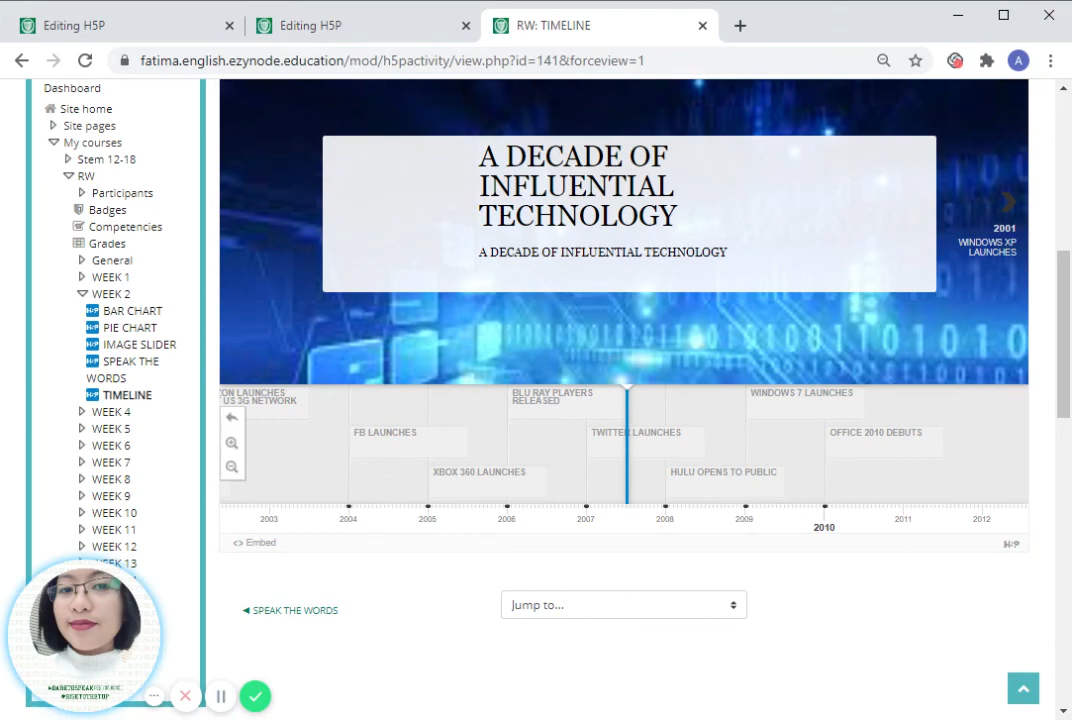 Editing H5P
Editing H5P
RW: TIMELINE
fatima.english.ezynode.education/mod/h5pactivity/view.php?id=141&forceview=1
A
Dashboard
Site home
Site pages
My courses
Stem 12-18
RW
Participants
Badges
Competencies
Grades
General
WEEK 1
WEEK 2
H-P BAR CHART
H-P PIE CHART
H-P IMAGE SLIDER
H-P SPEAK THE
WORDS
H-P TIMELINE
WEEK 4
WEEK 5
WEEK 6
WEEK 7
WEEK 8
WEEK 9
WEEK 10
WEEK 11
WEEK 12
WEEK 13
A DECADE OF
INFLUENTIAL
TECHNOLOGY
A DECADE OF INFLUENTIAL TECHNOLOGY
2001
WINDOWS XP
LAUNCHES
ON LAUNCHES
US 3G NETWORK
BLU RAY PLAYERS
RELEASED
WINDOWS 7 LAUNCHES
FB LAUNCHES
TWITTER LAUNCHES
OFFICE 2010 DEBUTS
XBOX 360 LAUNCHES
HULU OPENS TO PUBLIC
2003 2004 2005 2006 2007 2008 2009 2010 2011 2012
<> Embed
H-P
◄ SPEAK THE WORDS
Jump to...
#RISETOTHETOP